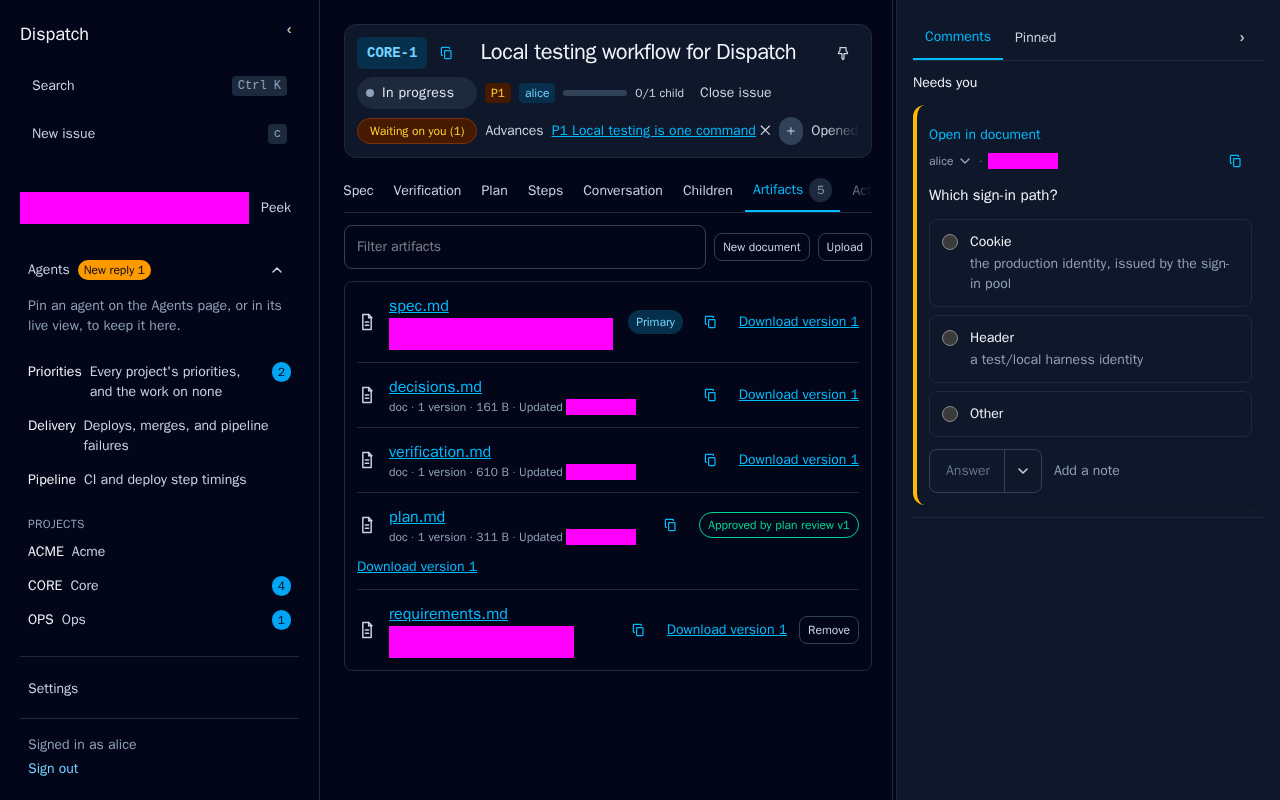 Dispatch
‹
Search
Ctrl K
New issue
C
Peek
Agents
New reply 1
Pin an agent on the Agents page, or in its
live view, to keep it here.
Priorities
Every project's priorities,
and the work on none
2
Delivery
Deploys, merges, and pipeline
failures
Pipeline
CI and deploy step timings
PROJECTS
ACME Acme
CORE Core
4
OPS Ops
1
Settings
Signed in as alice
Sign out
CORE-1
Local testing workflow for Dispatch
In progress
P1
alice
0/1 child
Close issue
Waiting on you (1)
Advances
P1 Local testing is one command
+
Opened
Spec
Verification
Plan
Steps
Conversation
Children
Artifacts
5
Act
Filter artifacts
New document
Upload
spec.md
Primary
Download version 1
decisions.md
doc · 1 version · 161 B · Updated
Download version 1
verification.md
doc · 1 version · 610 B · Updated
Download version 1
plan.md
doc · 1 version · 311 B · Updated
Approved by plan review v1
Download version 1
requirements.md
Download version 1
Remove
Comments
Pinned
›
Needs you
Open in document
alice
·
Which sign-in path?
Cookie
the production identity, issued by the sign-
in pool
Header
a test/local harness identity
Other
Answer
Add a note